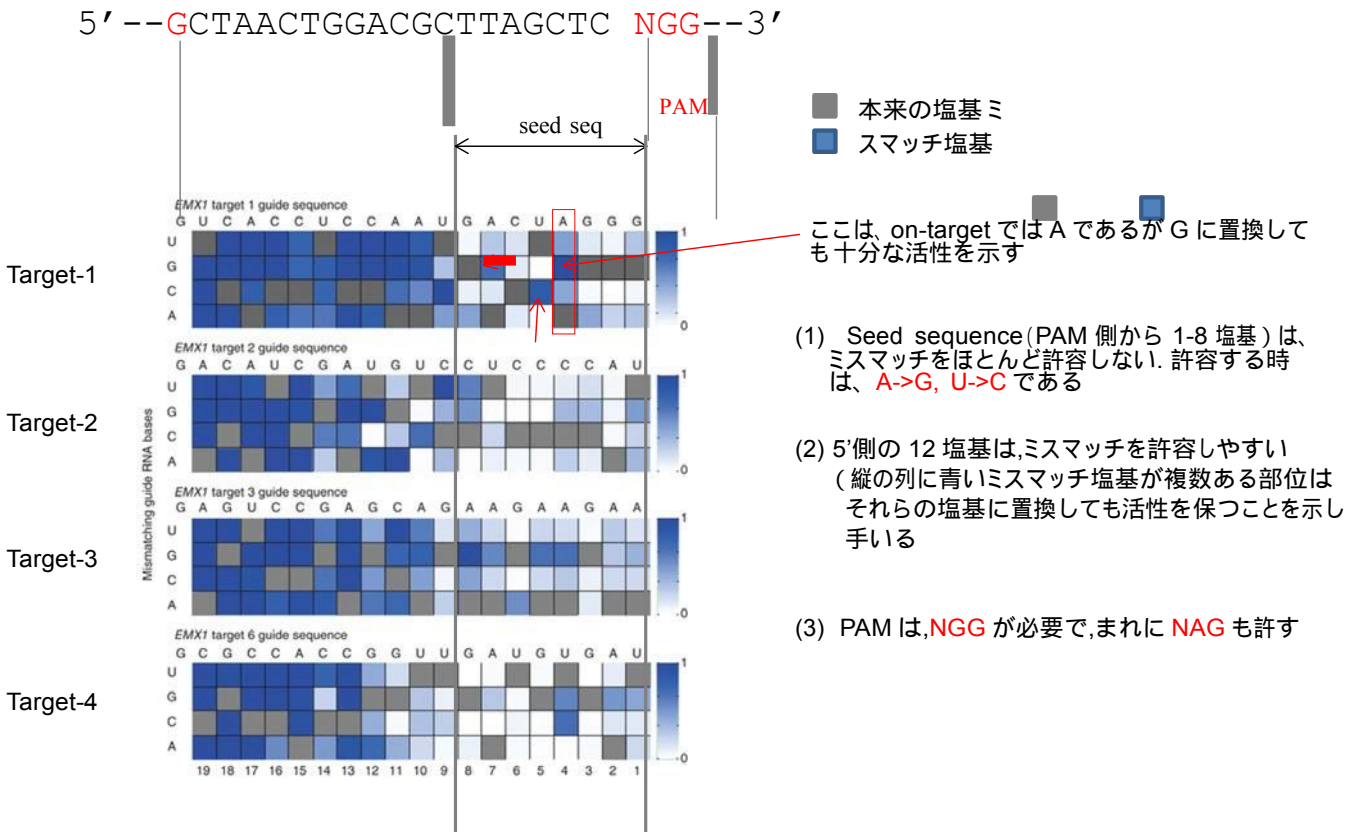 5'--GCTAACTGGACGCTTAGCTC NGG--3'
PAM
seed seq
本来の塩基ミ
スマッチ塩基
EMX1 target 1 guide sequence
G U C A C C U C C A A U G A C U A G G G
U
G
C
A
1
0
Target-1
ここは、on-target では A であるが G に置換して
も十分な活性を示す
EMX1 target 2 guide sequence
G A C A U C G A U G U C C U C C C C A U
U
G
C
A
1
0
Target-2
(1) Seed sequence(PAM 側から 1-8 塩基)は、
ミスマッチをほとんど許容しない. 許容する時
は、A->G, U->C である
Mismatching guide RNA bases
(2) 5'側の 12 塩基は,ミスマッチを許容しやすい
(縦の列に青いミスマッチ塩基が複数ある部位は
それらの塩基に置換しても活性を保つことを示し
手いる
EMX1 target 3 guide sequence
G A G U C C G A G C A G A A G A A G A A
U
G
C
A
1
0
Target-3
(3) PAM は,NGG が必要で,まれに NAG も許す
EMX1 target 6 guide sequence
G C G C C A C C G G U U G A U G U G A U
U
G
C
A
1
0
Target-4
19 18 17 16 15 14 13 12 11 10 9 8 7 6 5 4 3 2 1